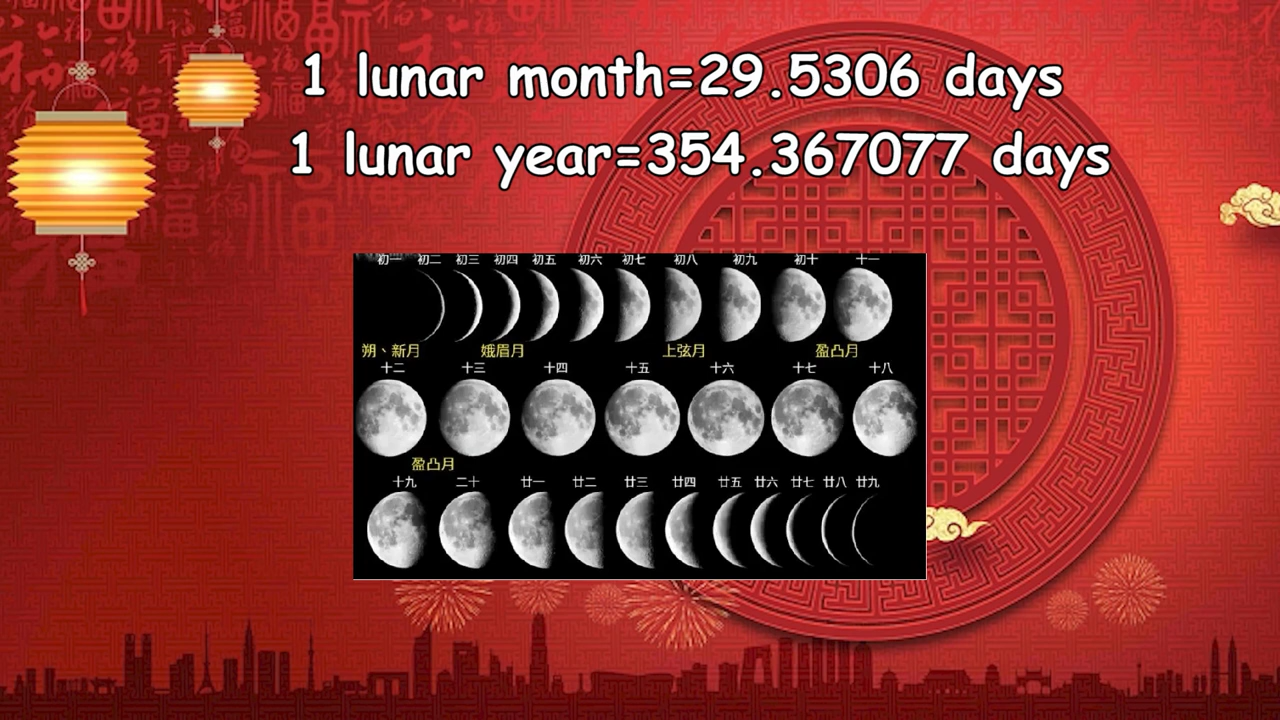 1 lunar month=29.5306 days
1 lunar year=354.367077 days
初一 初二 初三 初四 初五 初六 初七 初八 初九 初十 十一
朔、新月 娥眉月 上弦月 盈凸月
十二 十三 十四 十五 十六 十七 十八
盈凸月
十九 二十 廿一 廿二 廿三 廿四 廿五 廿六 廿七 廿八 廿九